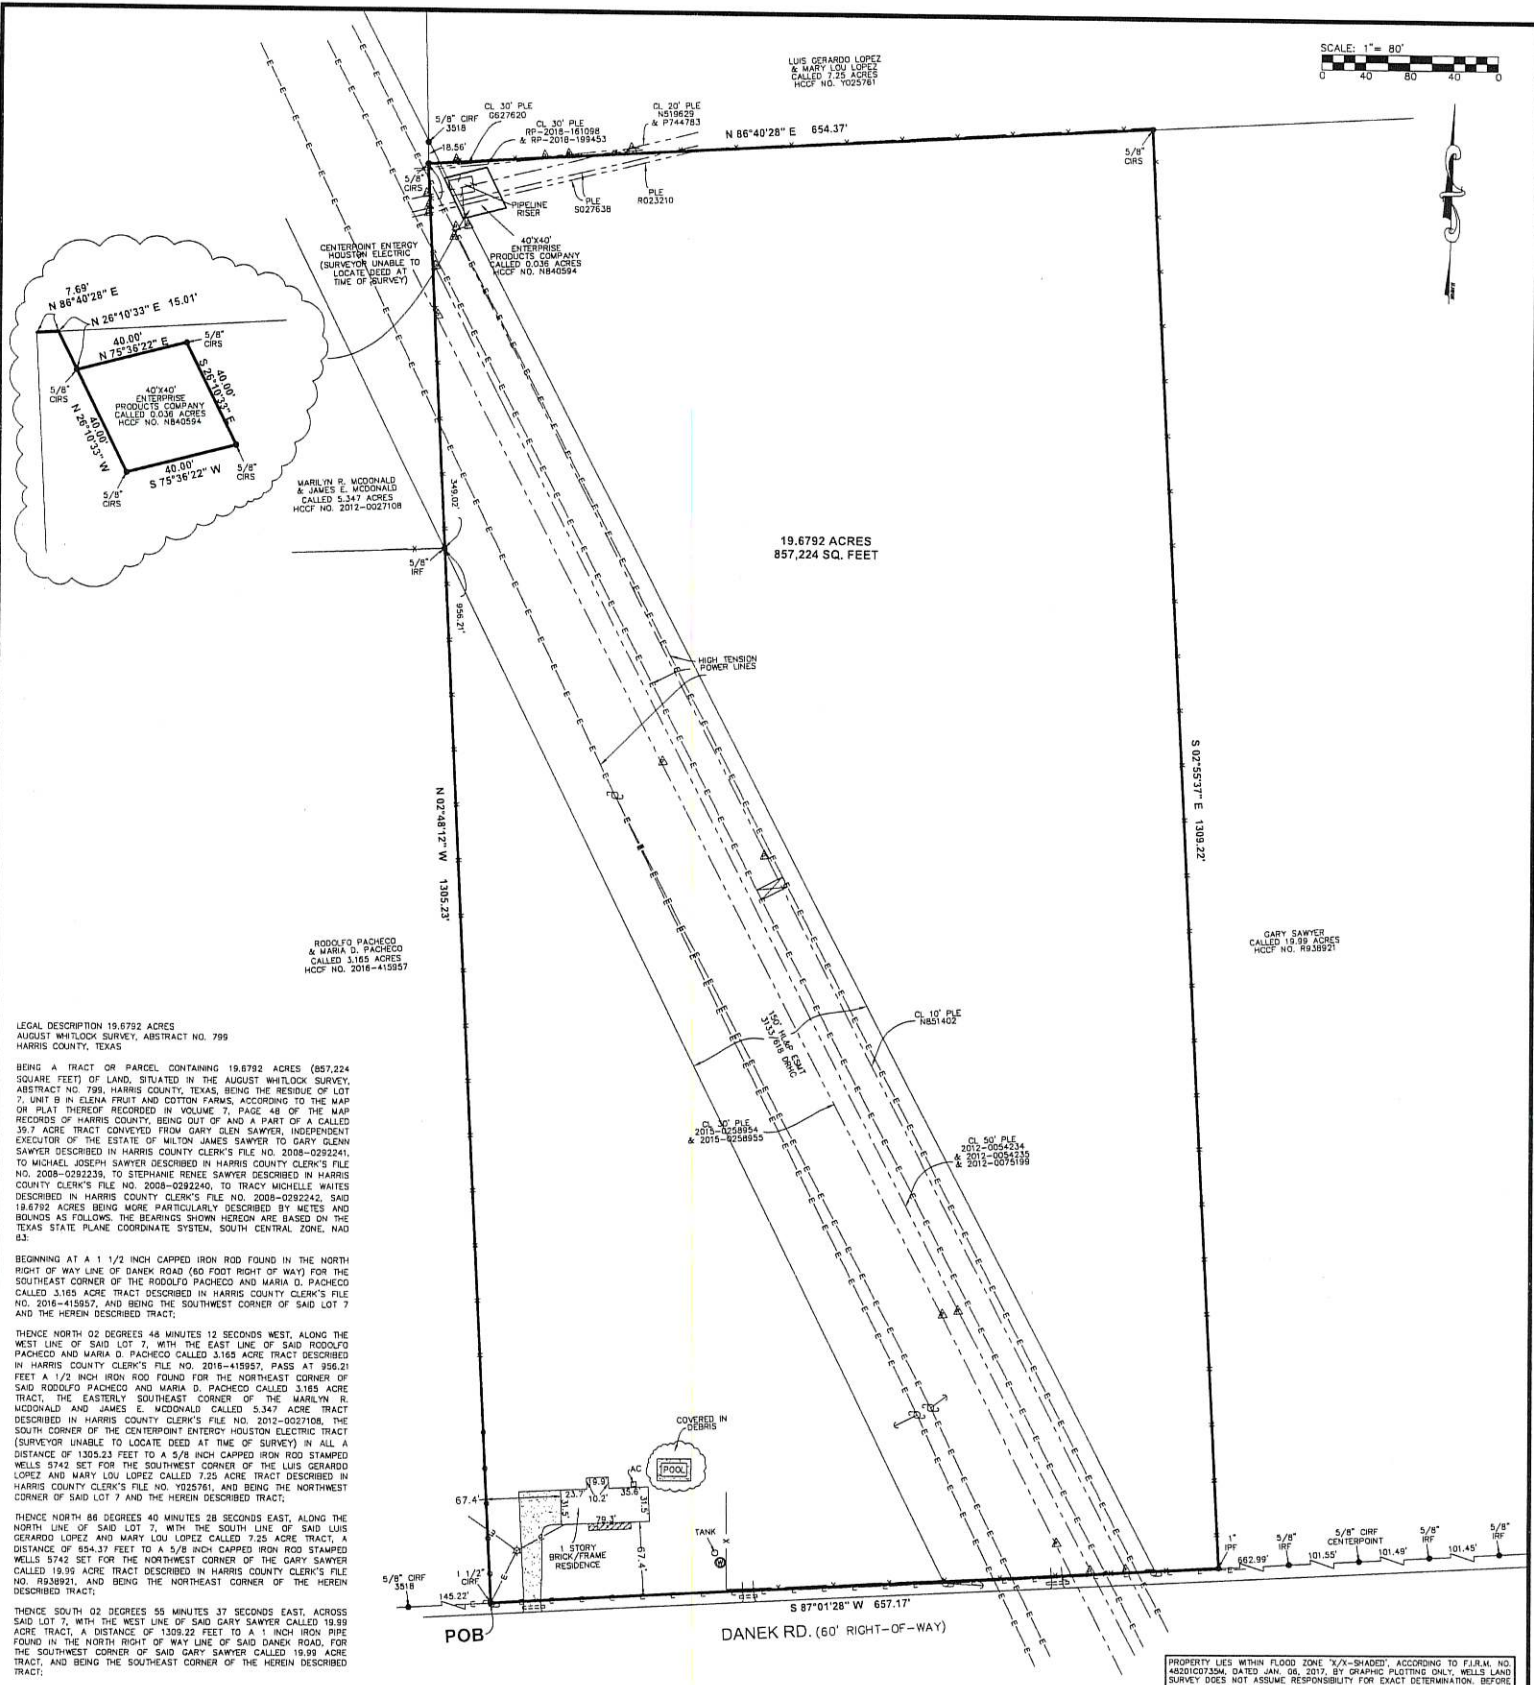 SCALE: 1"= 80'
0 40 80 40 0
LUIS GERARDO LOPEZ
& MARY LOU LOPEZ
CALLED 7.25 ACRES
HCCF NO. Y025761
5/8" CIRF
3518
CL 30' PLE
G627620
CL 30' PLE
RP-2018-161098
& RP-2018-199453
CL 20' PLE
N519629
& P744783
N 86°40'28" E 654.37'
18.56'
5/8"
CIRS
5/8"
CIRS
PIPELINE
RISER
PLE
S027638
PLE
R023210
40'X40'
ENTERPRISE
PRODUCTS COMPANY
CALLED 0.036 ACRES
HCCF NO. N840594
CENTERPOINT ENTERGY
HOUSTON ELECTRIC
(SURVEYOR UNABLE TO
LOCATE DEED AT
TIME OF SURVEY)
7.69'
N 86°40'28" E
N 26°10'33" E 15.01'
40.00'
N 75°36'22" E
5/8"
CIRS
5/8"
CIRS
40'X40'
ENTERPRISE
PRODUCTS COMPANY
CALLED 0.036 ACRES
HCCF NO. N840594
40.00'
S 26°10'33" E
40.00'
N 26°10'33" W
40.00'
S 75°36'22" W
5/8"
CIRS
5/8"
CIRS
MARILYN R. MCDONALD
& JAMES E. MCDONALD
CALLED 5.347 ACRES
HCCF NO. 2012-0027108
349.02'
5/8"
IRF
956.21'
19.6792 ACRES
857,224 SQ. FEET
HIGH TENSION
POWER LINES
N 02°48'12" W 1305.23'
S 02°55'37" E 1309.22'
RODOLFO PACHECO
& MARIA D. PACHECO
CALLED 3.165 ACRES
HCCF NO. 2016-415957
GARY SAWYER
CALLED 19.99 ACRES
HCCF NO. R938921
CL 10' PLE
N851402
150' HL&P ESMT
3133/618 DRHC
CL 30' PLE
2015-0258954
& 2015-0258955
CL 50' PLE
2012-0054234
& 2012-0054235
& 2012-0075199
LEGAL DESCRIPTION 19.6792 ACRES
AUGUST WHITLOCK SURVEY, ABSTRACT NO. 799
HARRIS COUNTY, TEXAS
BEING A TRACT OR PARCEL CONTAINING 19.6792 ACRES (857,224
SQUARE FEET) OF LAND, SITUATED IN THE AUGUST WHITLOCK SURVEY,
ABSTRACT NO. 799, HARRIS COUNTY, TEXAS, BEING THE RESIDUE OF LOT
7, UNIT B IN ELENA FRUIT AND COTTON FARMS, ACCORDING TO THE MAP
OR PLAT THEREOF RECORDED IN VOLUME 7, PAGE 48 OF THE MAP
RECORDS OF HARRIS COUNTY, BEING OUT OF AND A PART OF A CALLED
39.7 ACRE TRACT CONVEYED FROM GARY GLEN SAWYER, INDEPENDENT
EXECUTOR OF THE ESTATE OF MILTON JAMES SAWYER TO GARY GLENN
SAWYER DESCRIBED IN HARRIS COUNTY CLERK'S FILE NO. 2008-0292241,
TO MICHAEL JOSEPH SAWYER DESCRIBED IN HARRIS COUNTY CLERK'S FILE
NO. 2008-0292239, TO STEPHANIE RENEE SAWYER DESCRIBED IN HARRIS
COUNTY CLERK'S FILE NO. 2008-0292240, TO TRACY MICHELLE WAITES
DESCRIBED IN HARRIS COUNTY CLERK'S FILE NO. 2008-0292242, SAID
19.6792 ACRES BEING MORE PARTICULARLY DESCRIBED BY METES AND
BOUNDS AS FOLLOWS. THE BEARINGS SHOWN HEREON ARE BASED ON THE
TEXAS STATE PLANE COORDINATE SYSTEM, SOUTH CENTRAL ZONE, NAD
83:
BEGINNING AT A 1 1/2 INCH CAPPED IRON ROD FOUND IN THE NORTH
RIGHT OF WAY LINE OF DANEK ROAD (60 FOOT RIGHT OF WAY) FOR THE
SOUTHEAST CORNER OF THE RODOLFO PACHECO AND MARIA D. PACHECO
CALLED 3.165 ACRE TRACT DESCRIBED IN HARRIS COUNTY CLERK'S FILE
NO. 2016-415957, AND BEING THE SOUTHWEST CORNER OF SAID LOT 7
AND THE HEREIN DESCRIBED TRACT;
THENCE NORTH 02 DEGREES 48 MINUTES 12 SECONDS WEST, ALONG THE
WEST LINE OF SAID LOT 7, WITH THE EAST LINE OF SAID RODOLFO
PACHECO AND MARIA D. PACHECO CALLED 3.165 ACRE TRACT DESCRIBED
IN HARRIS COUNTY CLERK'S FILE NO. 2016-415957, PASS AT 956.21
FEET A 1/2 INCH IRON ROD FOUND FOR THE NORTHEAST CORNER OF
SAID RODOLFO PACHECO AND MARIA D. PACHECO CALLED 3.165 ACRE
TRACT, THE EASTERLY SOUTHEAST CORNER OF THE MARILYN R.
MCDONALD AND JAMES E. MCDONALD CALLED 5.347 ACRE TRACT
DESCRIBED IN HARRIS COUNTY CLERK'S FILE NO. 2012-0027108, THE
SOUTH CORNER OF THE CENTERPOINT ENTERGY HOUSTON ELECTRIC TRACT
(SURVEYOR UNABLE TO LOCATE DEED AT TIME OF SURVEY) IN ALL A
DISTANCE OF 1305.23 FEET TO A 5/8 INCH CAPPED IRON ROD STAMPED
WELLS 5742 SET FOR THE SOUTHWEST CORNER OF THE LUIS GERARDO
LOPEZ AND MARY LOU LOPEZ CALLED 7.25 ACRE TRACT DESCRIBED IN
HARRIS COUNTY CLERK'S FILE NO. Y025761, AND BEING THE NORTHWEST
CORNER OF SAID LOT 7 AND THE HEREIN DESCRIBED TRACT;
THENCE NORTH 86 DEGREES 40 MINUTES 28 SECONDS EAST, ALONG THE
NORTH LINE OF SAID LOT 7, WITH THE SOUTH LINE OF SAID LUIS
GERARDO LOPEZ AND MARY LOU LOPEZ CALLED 7.25 ACRE TRACT, A
DISTANCE OF 654.37 FEET TO A 5/8 INCH CAPPED IRON ROD STAMPED
WELLS 5742 SET FOR THE NORTHWEST CORNER OF THE GARY SAWYER
CALLED 19.99 ACRE TRACT DESCRIBED IN HARRIS COUNTY CLERK'S FILE
NO. R938921, AND BEING THE NORTHEAST CORNER OF THE HEREIN
DESCRIBED TRACT;
THENCE SOUTH 02 DEGREES 55 MINUTES 37 SECONDS EAST, ACROSS
SAID LOT 7, WITH THE WEST LINE OF SAID GARY SAWYER CALLED 19.99
ACRE TRACT, A DISTANCE OF 1309.22 FEET TO A 1 INCH IRON PIPE
FOUND IN THE NORTH RIGHT OF WAY LINE OF SAID DANEK ROAD, FOR
THE SOUTHWEST CORNER OF SAID GARY SAWYER CALLED 19.99 ACRE
TRACT, AND BEING THE SOUTHEAST CORNER OF THE HEREIN DESCRIBED
TRACT;
COVERED IN
DEBRIS
POOL
AC
67.4'
23.7'
19.9'
10.2'
35.6'
31.5'
31.5'
79.3'
67.4'
1 STORY
BRICK/FRAME
RESIDENCE
TANK
W
5/8" CIRF
3518
145.22'
1 1/2"
CIRF
POB
S 87°01'28" W 657.17'
DANEK RD. (60' RIGHT-OF-WAY)
1"
IPF
662.99'
5/8"
IRF
101.55'
5/8" CIRF
CENTERPOINT
101.49'
5/8"
IRF
101.45'
5/8"
IRF
PROPERTY LIES WITHIN FLOOD ZONE 'X/X-SHADED', ACCORDING TO F.I.R.M. NO.
48201C0735M, DATED JAN. 06, 2017, BY GRAPHIC PLOTTING ONLY, WELLS LAND
SURVEY DOES NOT ASSUME RESPONSIBILITY FOR EXACT DETERMINATION. BEFORE